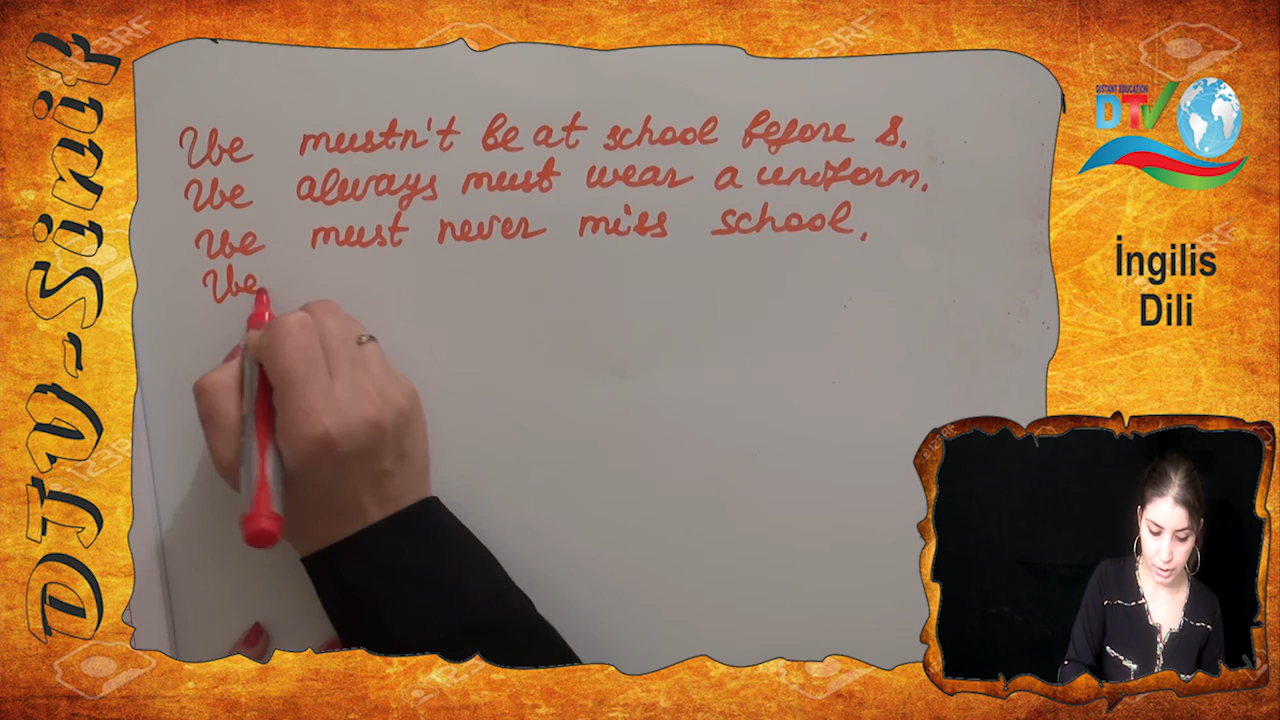 DTV-Sinif
We mustn't be at school before 8.
We always must wear a uniform.
We must never miss school.
We
DISTANT EDUCATION
DTV
İngilis
Dili
123RF